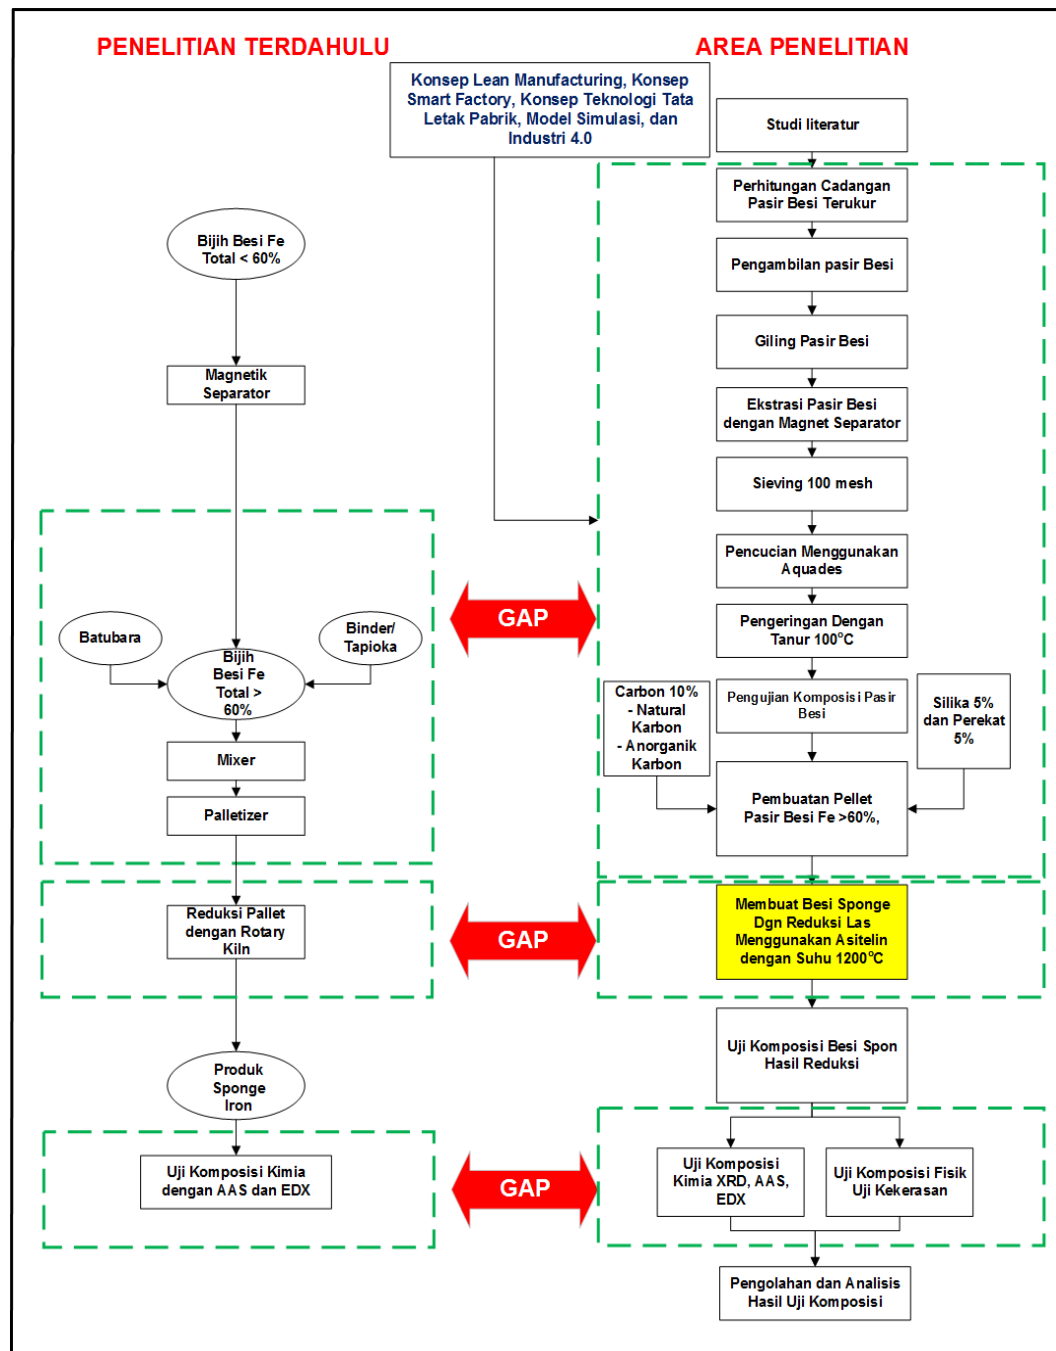 PENELITIAN TERDAHULU
AREA PENELITIAN
Konsep Lean Manufacturing, Konsep
Smart Factory, Konsep Teknologi Tata
Letak Pabrik, Model Simulasi, dan
Industri 4.0
Bijih Besi Fe
Total < 60%
Magnetik
Separator
Batubara
Binder/
Tapioka
Bijih
Besi Fe
Total >
60%
Mixer
Palletizer
Reduksi Pallet
dengan Rotary
Kiln
Produk
Sponge
Iron
Uji Komposisi Kimia
dengan AAS dan EDX
GAP
GAP
GAP
Studi literatur
Perhitungan Cadangan
Pasir Besi Terukur
Pengambilan pasir Besi
Giling Pasir Besi
Ekstrasi Pasir Besi
dengan Magnet Separator
Sieving 100 mesh
Pencucian Menggunakan
Aquades
Pengeringan Dengan
Tanur 100°C
Pengujian Komposisi Pasir
Besi
Carbon 10%
- Natural
Karbon
- Anorganik
Karbon
Silika 5%
dan Perekat
5%
Pembuatan Pellet
Pasir Besi Fe >60%,
Membuat Besi Sponge
Dgn Reduksi Las
Menggunakan Asitelin
dengan Suhu 1200°C
Uji Komposisi Besi Spon
Hasil Reduksi
Uji Komposisi
Kimia XRD, AAS,
EDX
Uji Komposisi Fisik
Uji Kekerasan
Pengolahan dan Analisis
Hasil Uji Komposisi